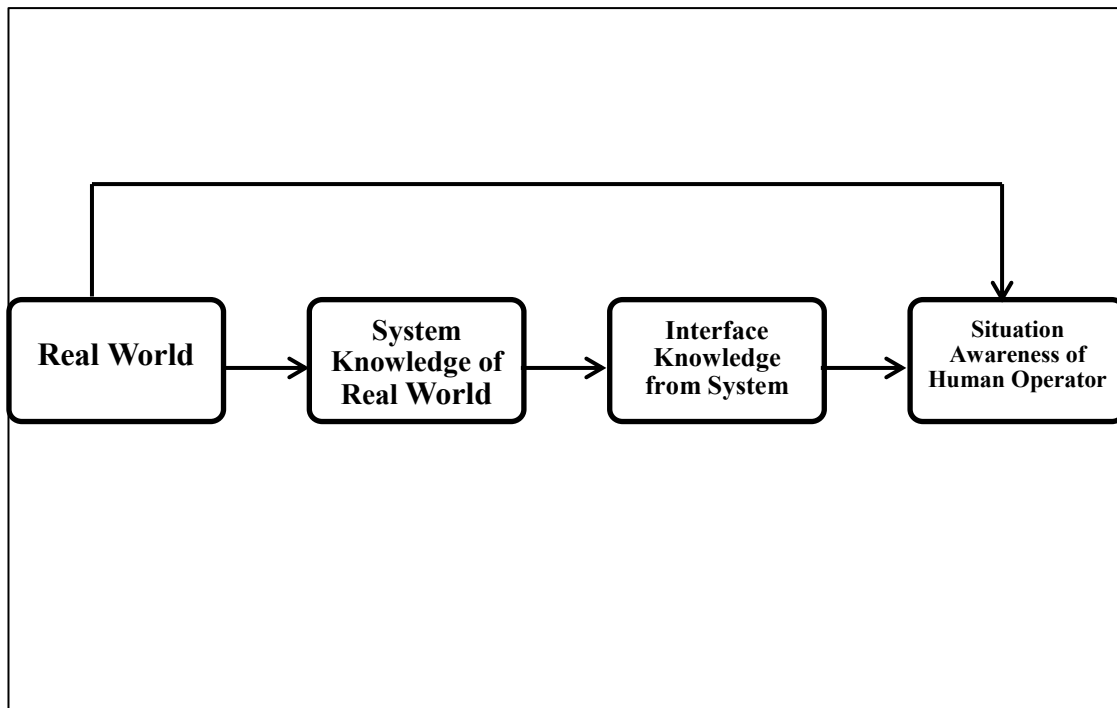 Real World
System
Knowledge of
Real World
Interface
Knowledge
from System
Situation
Awareness of
Human Operator